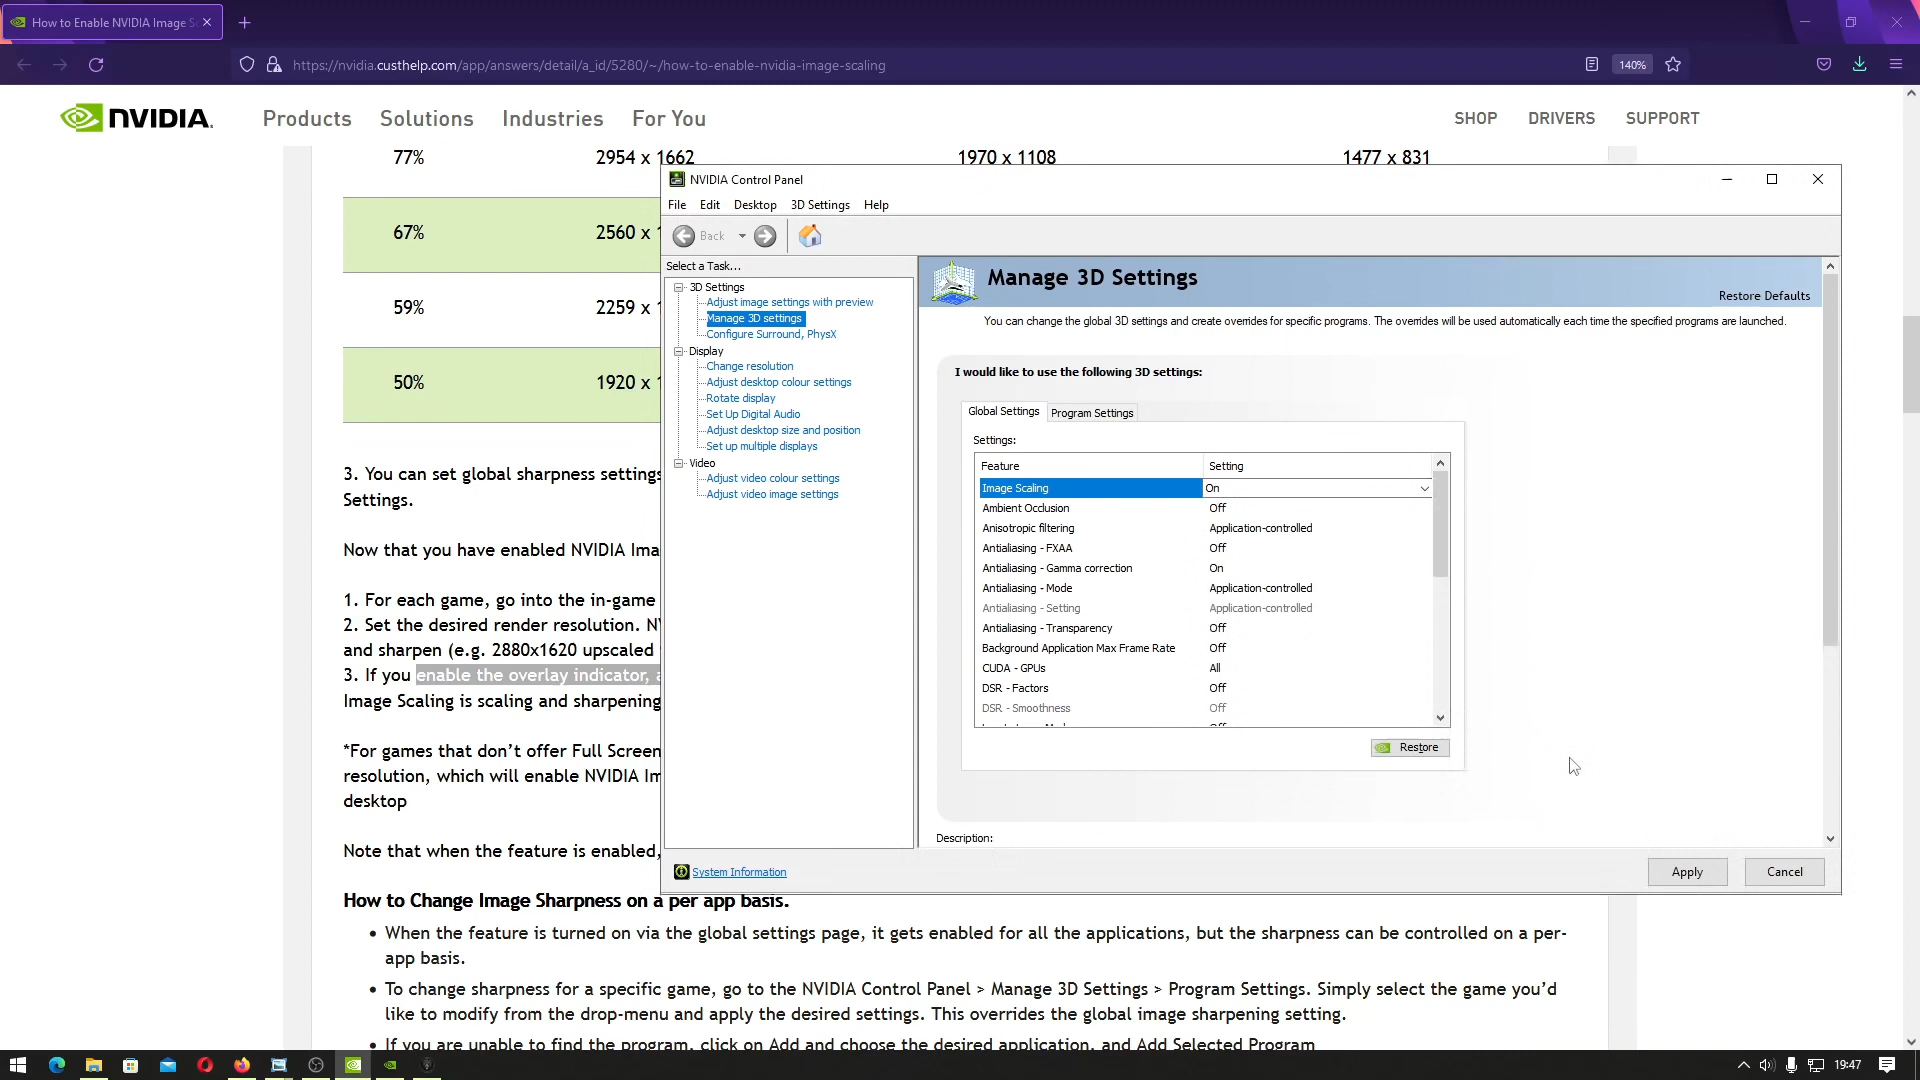 How to Enable NVIDIA Image S
https://nvidia.custhelp.com/app/answers/detail/a_id/5280/~/how-to-enable-nvidia-image-scaling
140%
NVIDIA.
Products
Solutions
Industries
For You
SHOP
DRIVERS
SUPPORT
77%
2954 x 1662
1970 x 1108
1477 x 831
67%
2560 x
59%
2259 x
50%
1920 x
3. You can set global sharpness settings
Settings.
Now that you have enabled NVIDIA Ima
1. For each game, go into the in-game
2. Set the desired render resolution. NV
and sharpen (e.g. 2880x1620 upscaled
3. If you enable the overlay indicator, a
Image Scaling is scaling and sharpening
*For games that don’t offer Full Screen
resolution, which will enable NVIDIA Im
desktop
Note that when the feature is enabled,
How to Change Image Sharpness on a per app basis.
• When the feature is turned on via the global settings page, it gets enabled for all the applications, but the sharpness can be controlled on a per-
app basis.
• To change sharpness for a specific game, go to the NVIDIA Control Panel > Manage 3D Settings > Program Settings. Simply select the game you’d
like to modify from the drop-menu and apply the desired settings. This overrides the global image sharpening setting.
• If you are unable to find the program, click on Add and choose the desired application, and Add Selected Program
NVIDIA Control Panel
File
Edit
Desktop
3D Settings
Help
Back
Select a Task...
3D Settings
Adjust image settings with preview
Manage 3D settings
Configure Surround, PhysX
Display
Change resolution
Adjust desktop colour settings
Rotate display
Set Up Digital Audio
Adjust desktop size and position
Set up multiple displays
Video
Adjust video colour settings
Adjust video image settings
System Information
Manage 3D Settings
Restore Defaults
You can change the global 3D settings and create overrides for specific programs. The overrides will be used automatically each time the specified programs are launched.
I would like to use the following 3D settings:
Global Settings
Program Settings
Settings:
Feature Setting
Image Scaling On
Ambient Occlusion Off
Anisotropic filtering Application-controlled
Antialiasing - FXAA Off
Antialiasing - Gamma correction On
Antialiasing - Mode Application-controlled
Antialiasing - Setting Application-controlled
Antialiasing - Transparency Off
Background Application Max Frame Rate Off
CUDA - GPUs All
DSR - Factors Off
DSR - Smoothness Off
Restore
Description:
Apply
Cancel
19:47